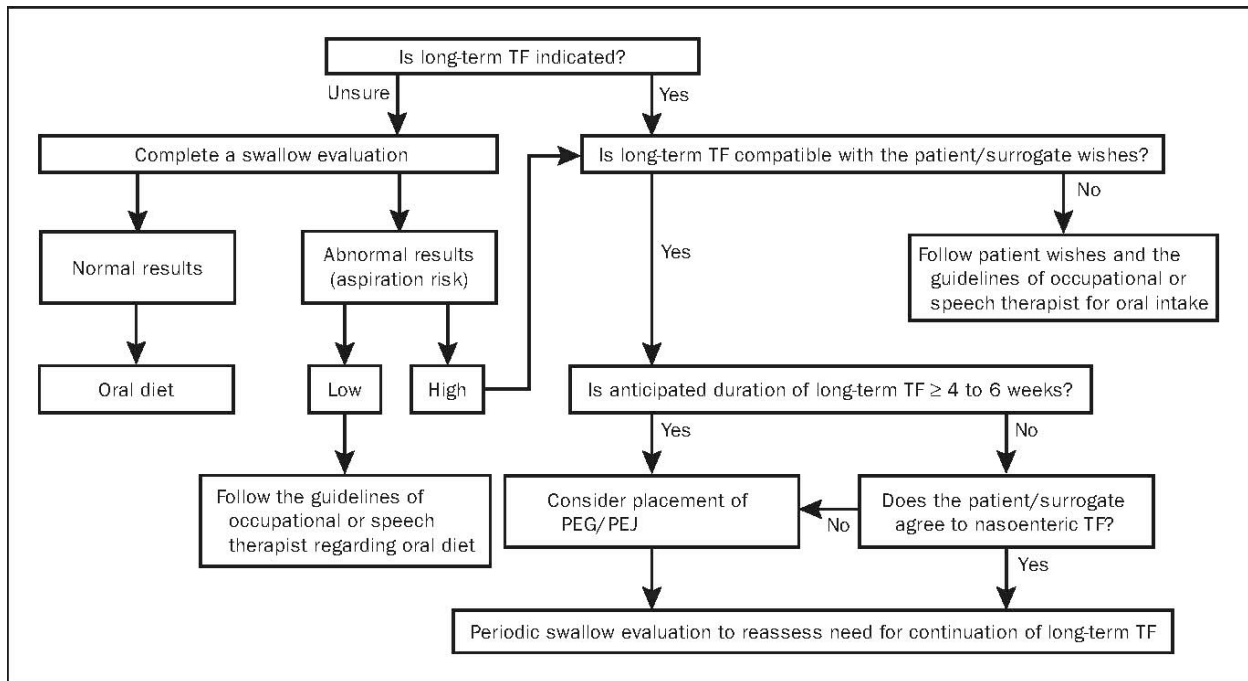 Is long-term TF indicated?
Unsure
Yes
Complete a swallow evaluation
Is long-term TF compatible with the patient/surrogate wishes?
No
Normal results
Abnormal results
(aspiration risk)
Yes
Follow patient wishes and the
guidelines of occupational or
speech therapist for oral intake
Oral diet
Low
High
Is anticipated duration of long-term TF ≥ 4 to 6 weeks?
Yes
No
Follow the guidelines of
occupational or speech
therapist regarding oral diet
Consider placement of
PEG/PEJ
No
Does the patient/surrogate
agree to nasoenteric TF?
Yes
Periodic swallow evaluation to reassess need for continuation of long-term TF